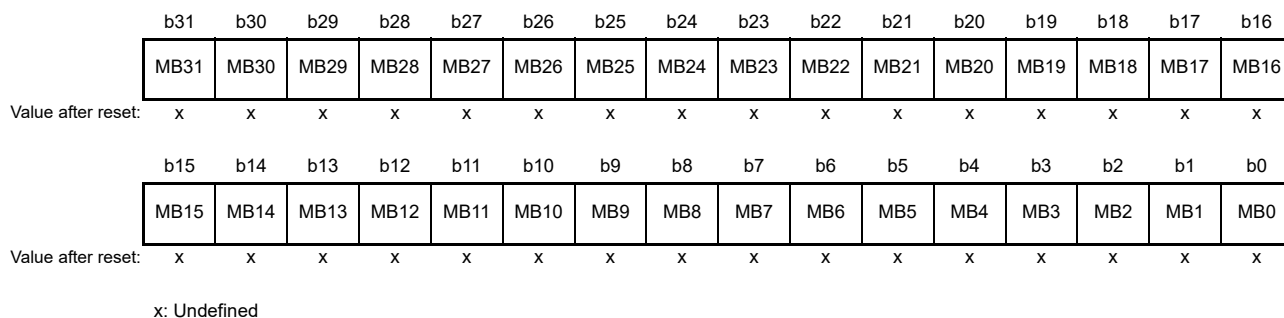 b31 b30 b29 b28 b27 b26 b25 b24 b23 b22 b21 b20 b19 b18 b17 b16
MB31 MB30 MB29 MB28 MB27 MB26 MB25 MB24 MB23 MB22 MB21 MB20 MB19 MB18 MB17 MB16
Value after reset: x x x x x x x x x x x x x x x x
b15 b14 b13 b12 b11 b10 b9 b8 b7 b6 b5 b4 b3 b2 b1 b0
MB15 MB14 MB13 MB12 MB11 MB10 MB9 MB8 MB7 MB6 MB5 MB4 MB3 MB2 MB1 MB0
Value after reset: x x x x x x x x x x x x x x x x
x: Undefined